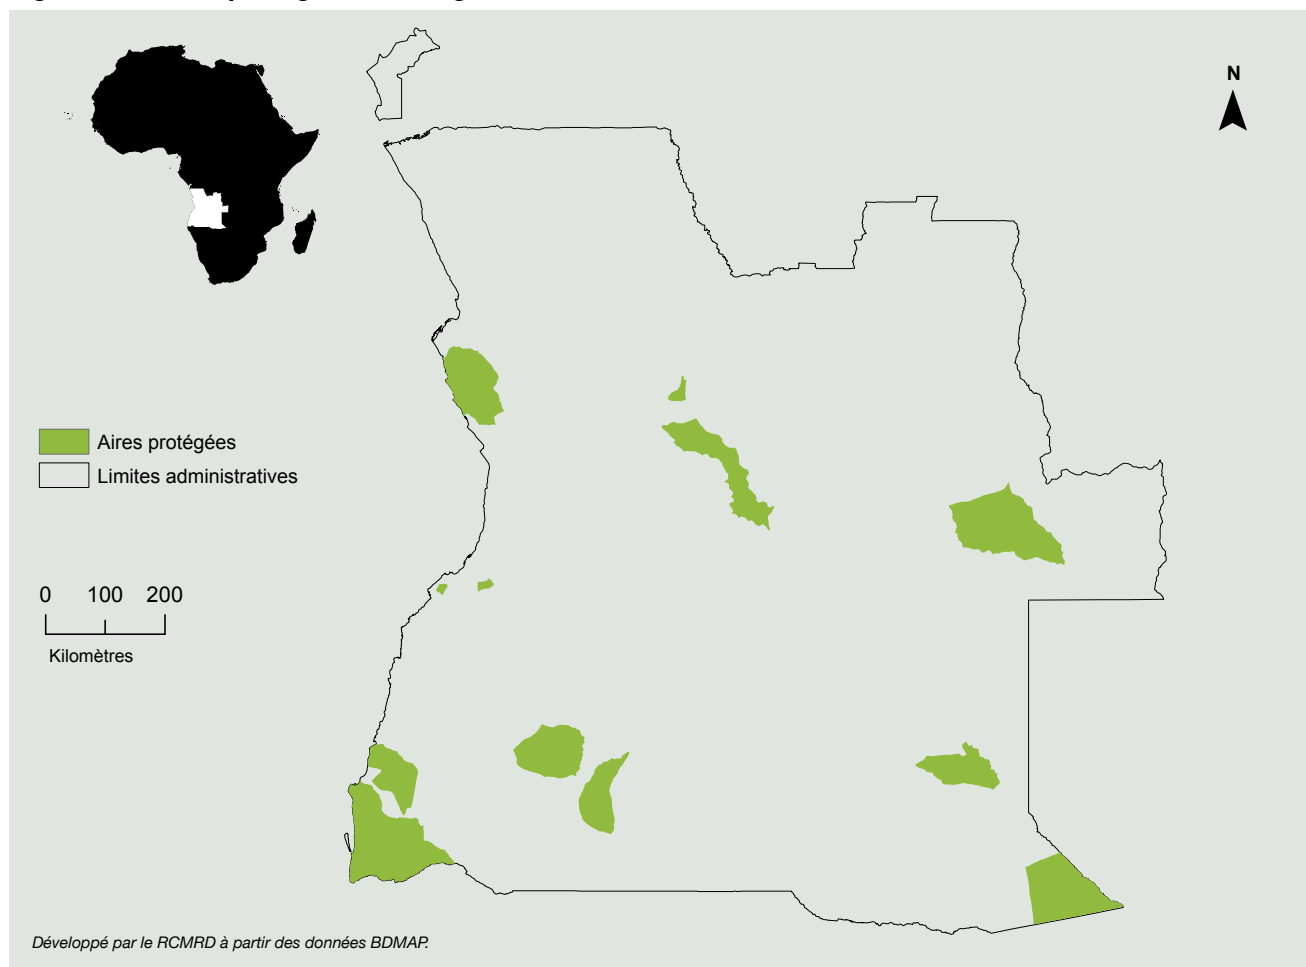 N
Aires protégées
Limites administratives
0 100 200
Kilomètres
Développé par le RCMRD à partir des données BDMAP.